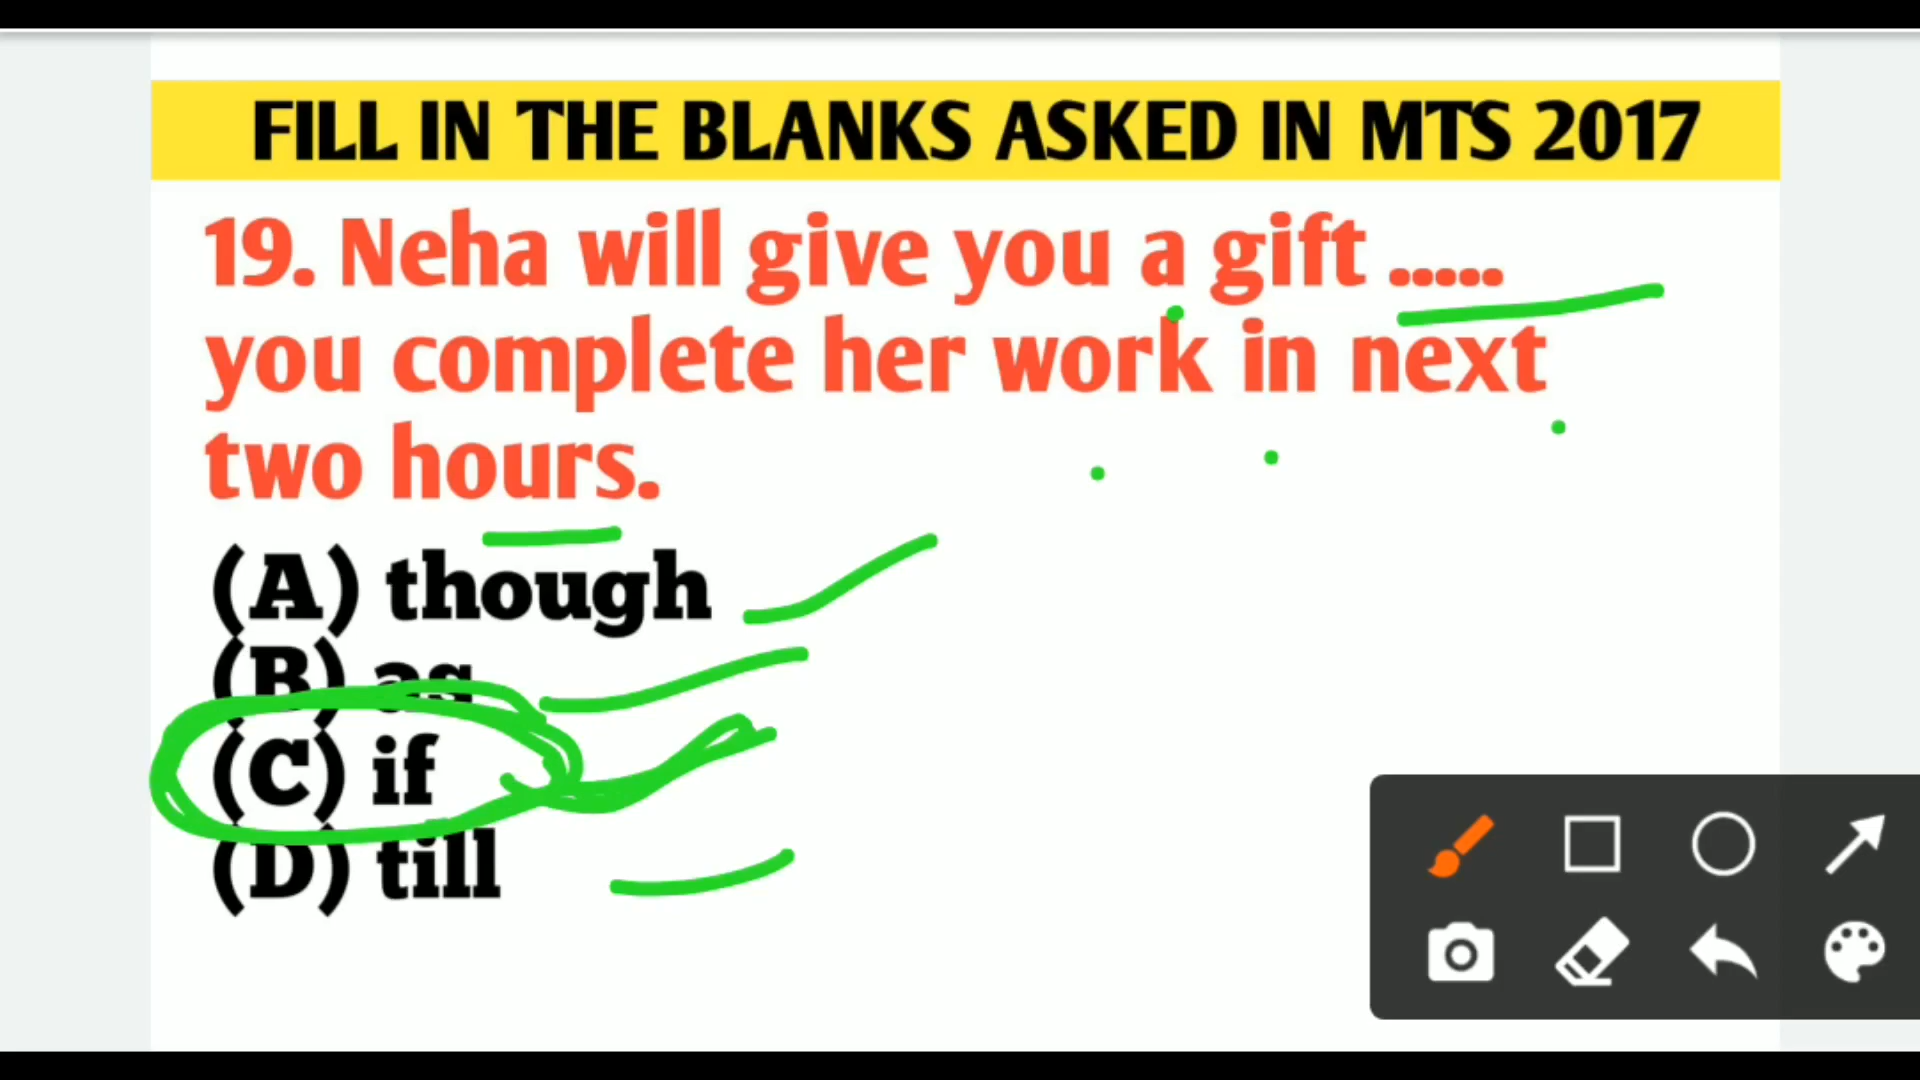 FILL IN THE BLANKS ASKED IN MTS 2017
19. Neha will give you a gift .....
you complete her work in next
two hours.
(A) though
(B) as
(C) if
(D) till